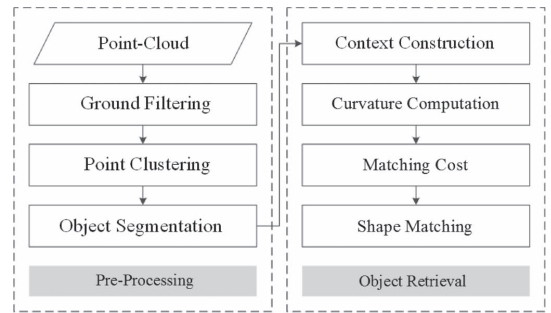 Point-Cloud
Ground Filtering
Point Clustering
Object Segmentation
Pre-Processing
Context Construction
Curvature Computation
Matching Cost
Shape Matching
Object Retrieval